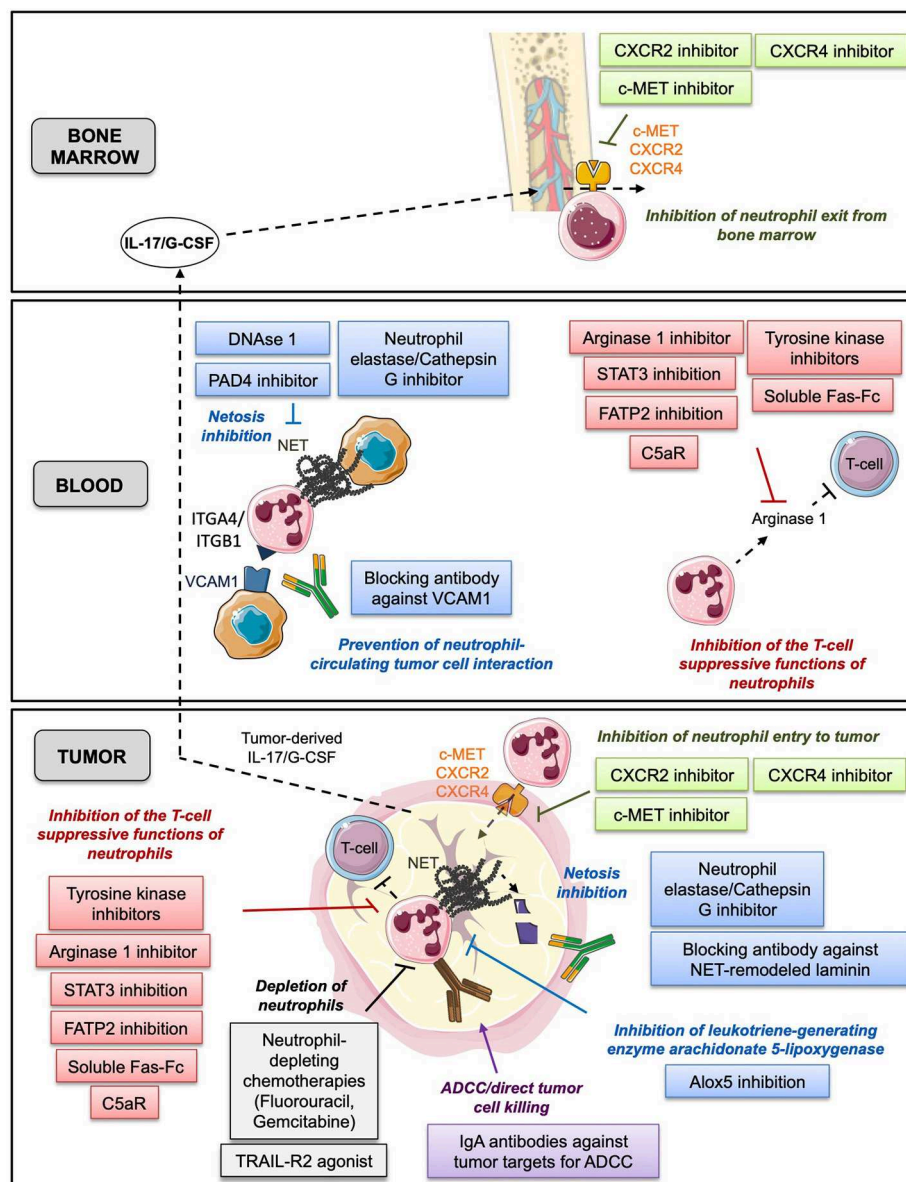 CXCR2 inhibitor
CXCR4 inhibitor
c-MET inhibitor
BONE
MARROW
c-MET
CXCR2
CXCR4
Inhibition of neutrophil exit from
bone marrow
IL-17/G-CSF
DNAse 1
PAD4 inhibitor
Neutrophil
elastase/Cathepsin
G inhibitor
Netosis
inhibition
NET
Arginase 1 inhibitor
Tyrosine kinase
inhibitors
STAT3 inhibition
Soluble Fas-Fc
FATP2 inhibition
C5aR
T-cell
BLOOD
ITGA4/
ITGB1
Arginase 1
VCAM1
Blocking antibody
against VCAM1
Prevention of neutrophil-
circulating tumor cell interaction
Inhibition of the T-cell
suppressive functions of
neutrophils
TUMOR
Tumor-derived
IL-17/G-CSF
c-MET
CXCR2
CXCR4
Inhibition of neutrophil entry to tumor
CXCR2 inhibitor
CXCR4 inhibitor
c-MET inhibitor
Inhibition of the T-cell
suppressive functions of
neutrophils
T-cell
NET
Netosis
inhibition
Neutrophil
elastase/Cathepsin
G inhibitor
Blocking antibody against
NET-remodeled laminin
Tyrosine kinase
inhibitors
Arginase 1 inhibitor
STAT3 inhibition
FATP2 inhibition
Soluble Fas-Fc
C5aR
Depletion of
neutrophils
Neutrophil-
depleting
chemotherapies
(Fluorouracil,
Gemcitabine)
TRAIL-R2 agonist
ADCC/direct tumor
cell killing
IgA antibodies against
tumor targets for ADCC
Inhibition of leukotriene-generating
enzyme arachidonate 5-lipoxygenase
Alox5 inhibition